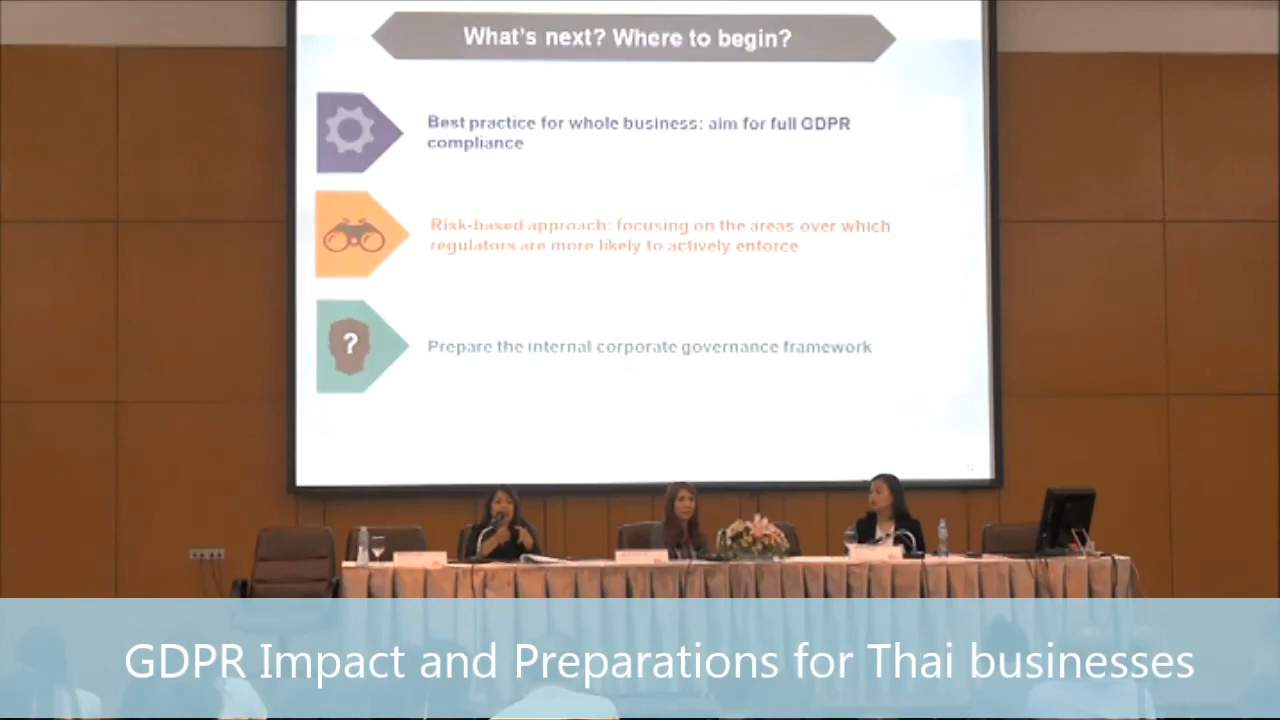 What's next? Where to begin?
Best practice for whole business: aim for full GDPR
compliance
Risk-based approach: focusing on the areas over which
regulators are more likely to actively enforce
?
Prepare the internal corporate governance framework
GDPR Impact and Preparations for Thai businesses